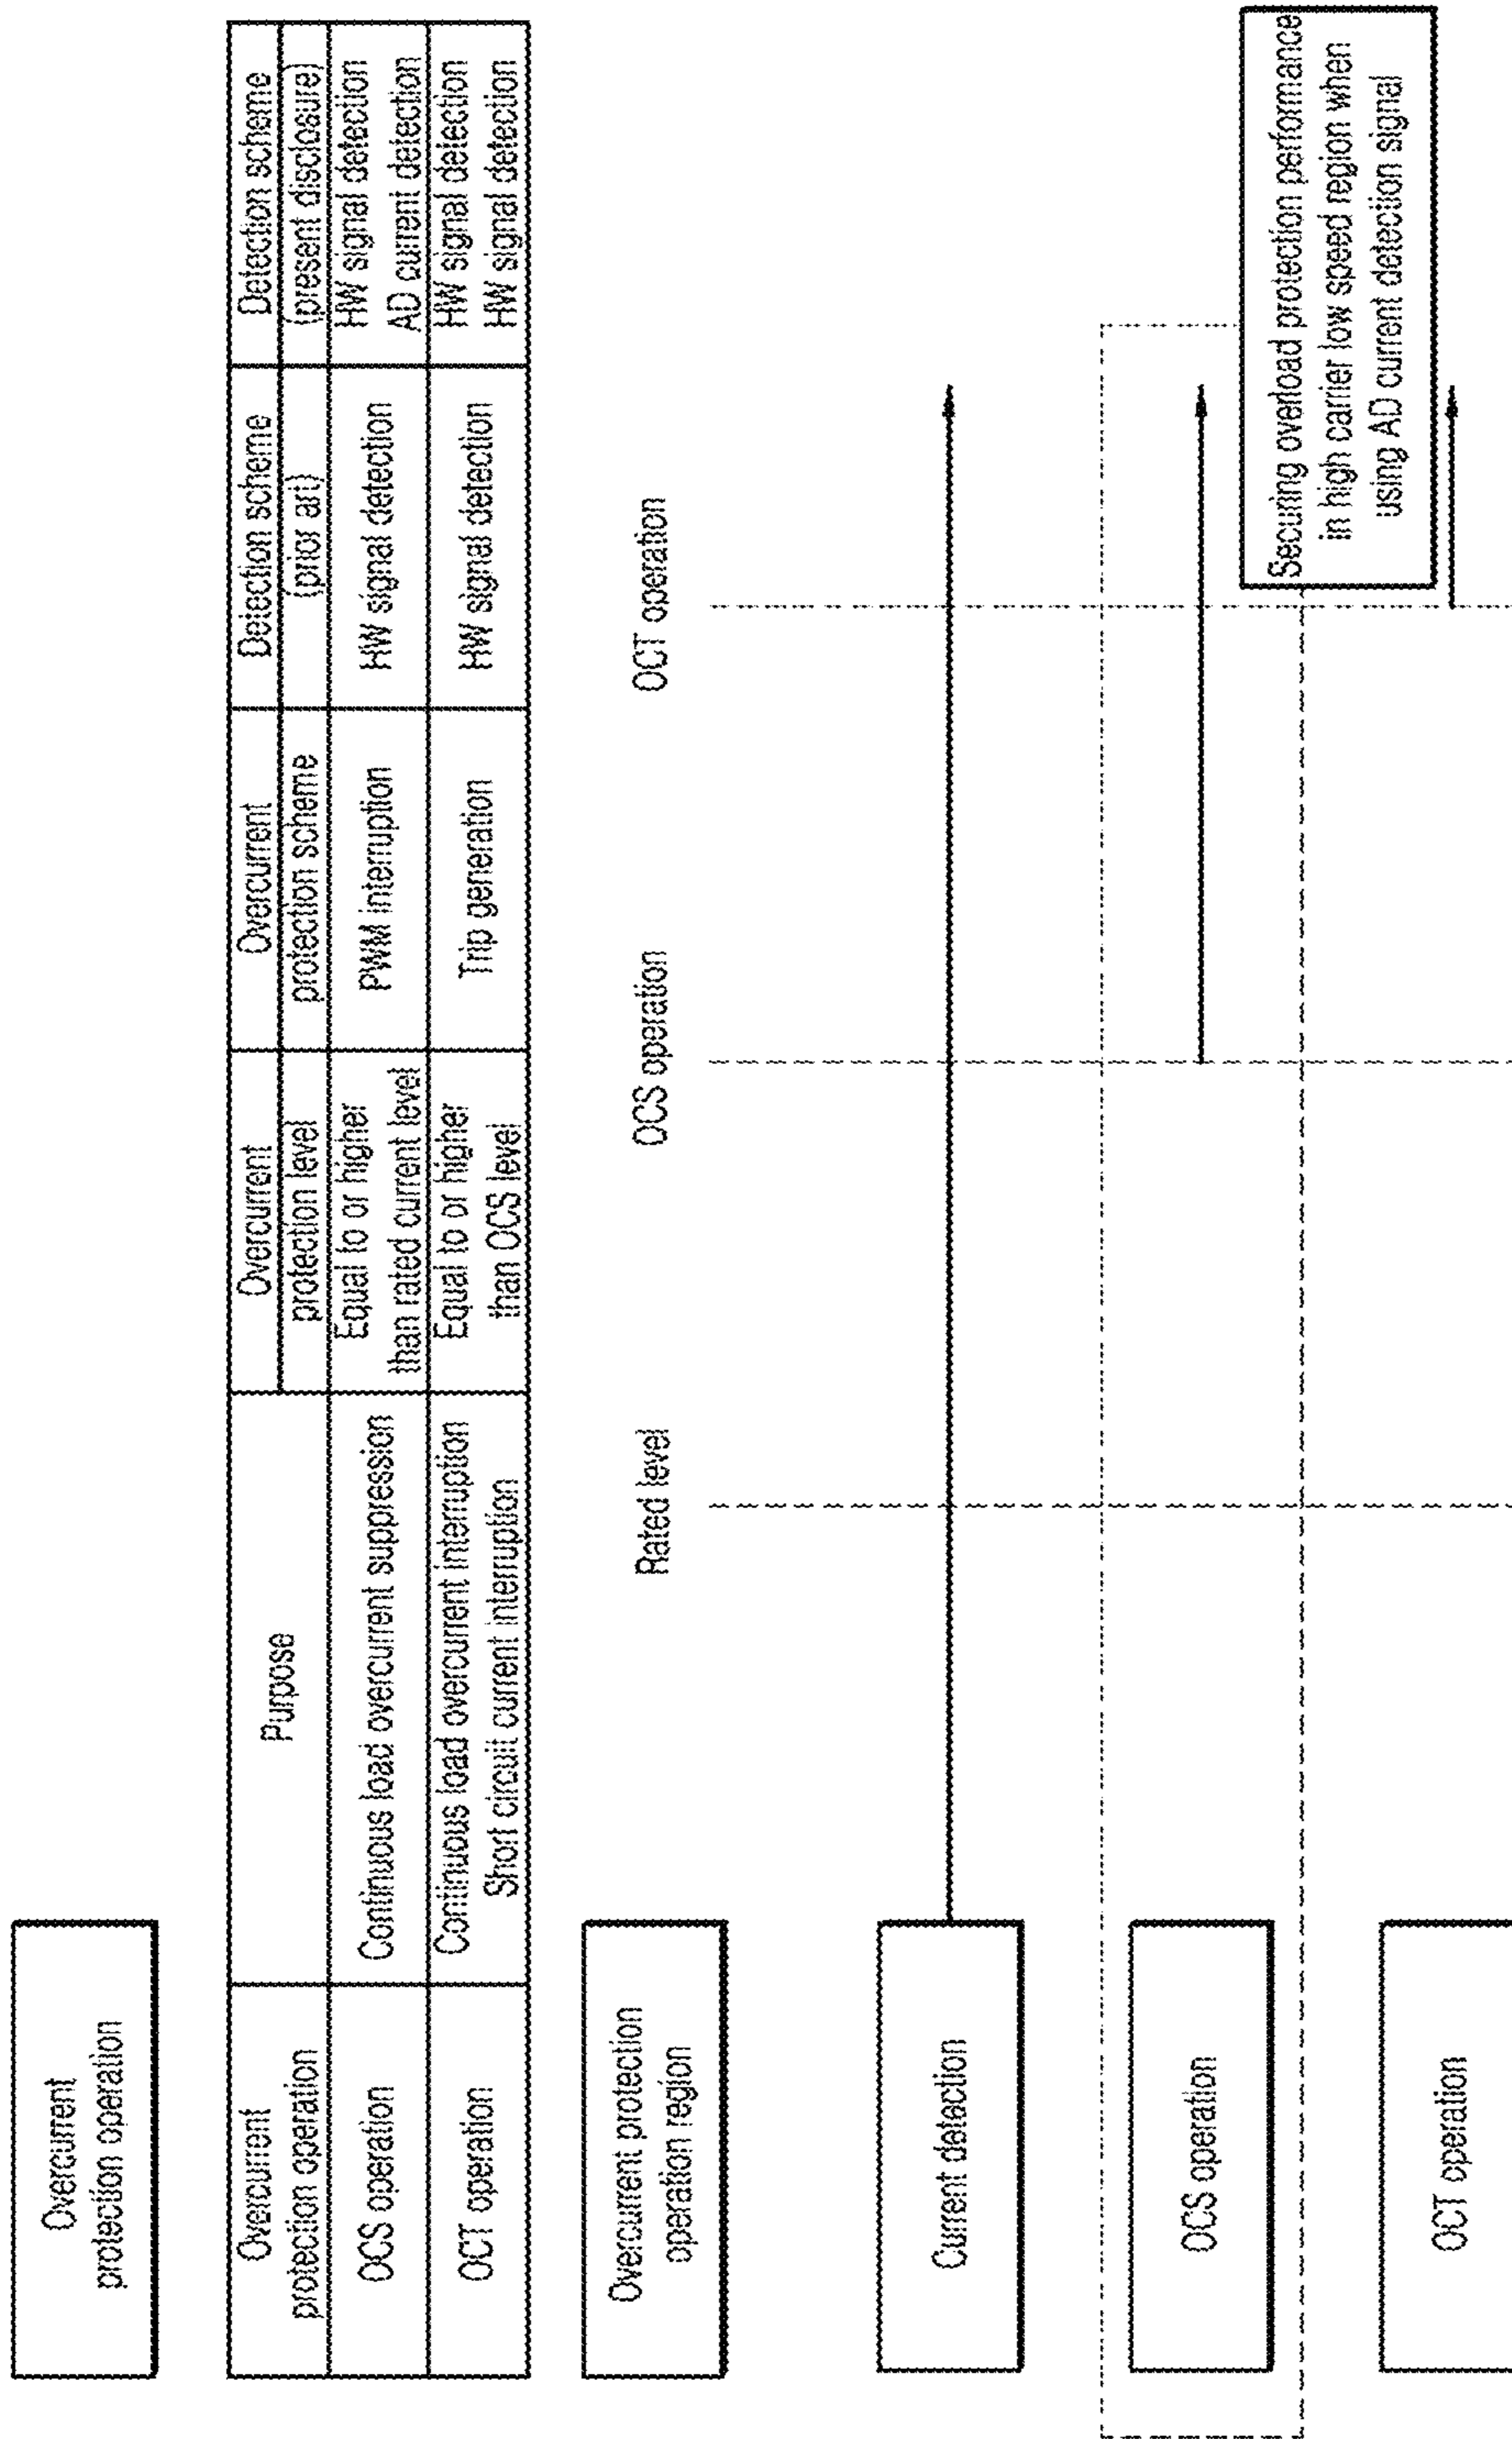 Overcurrent
protection operation
Overcurrent
protection operation
Purpose
Overcurrent
protection level
Overcurrent
protection scheme
Detection scheme
(prior art)
Detection scheme
(present disclosure)
OCS operation
Continuous load overcurrent suppression
Equal to or higher
than rated current level
PWM interruption
HW signal detection
HW signal detection
AD current detection
OCT operation
Continuous load overcurrent interruption
Short circuit current interruption
Equal to or higher
than OCS level
Trip generation
HW signal detection
HW signal detection
HW signal detection
Overcurrent protection
operation region
Rated level
OCS operation
OCT operation
Current detection
OCS operation
Securing overload protection performance
in high carrier low speed region when
using AD current detection signal
OCT operation